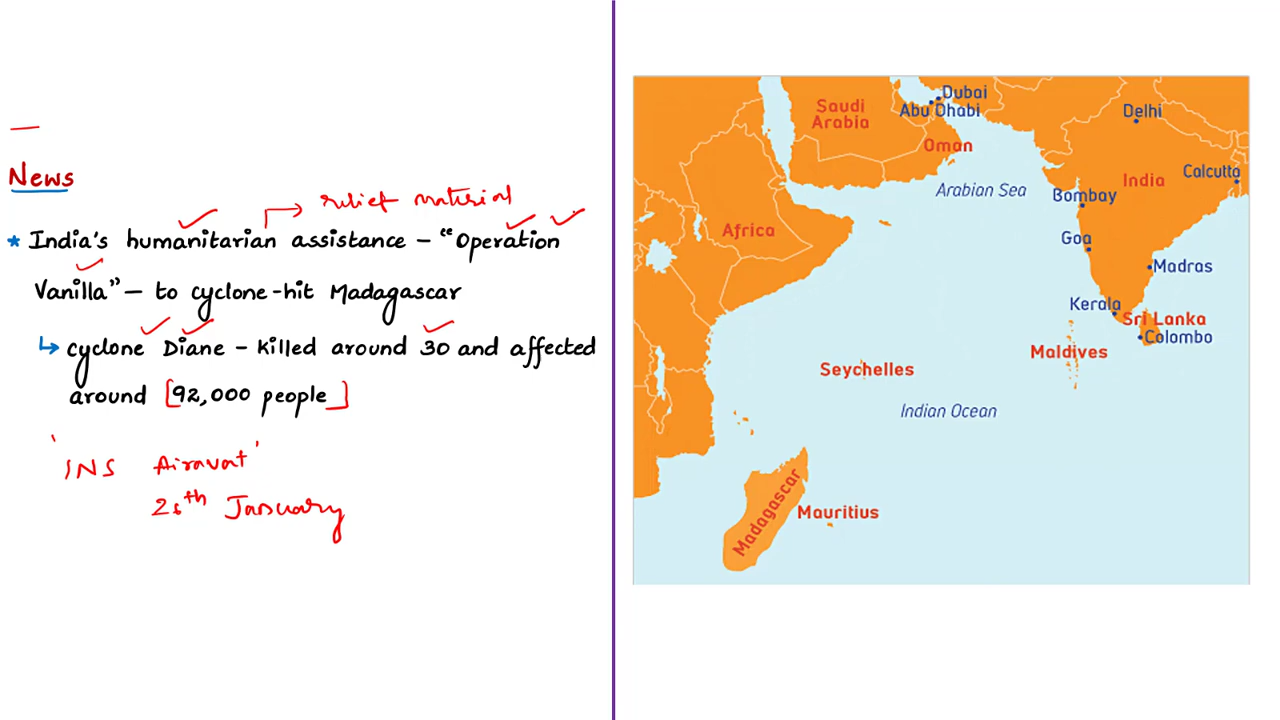 News
relief material
* India's humanitarian assistance – "Operation
Vanilla" – to cyclone-hit Madagascar
↳ cyclone Diane – killed around 30 and affected
around [92,000 people]
'INS Airavat'
26th January
Dubai
Saudi
Arabia
Abu Dhabi
Delhi
Oman
Calcutta
India
Arabian Sea
Bombay
Africa
Goa
Madras
Kerala
Sri Lanka
Colombo
Maldives
Seychelles
Indian Ocean
Madagascar
Mauritius